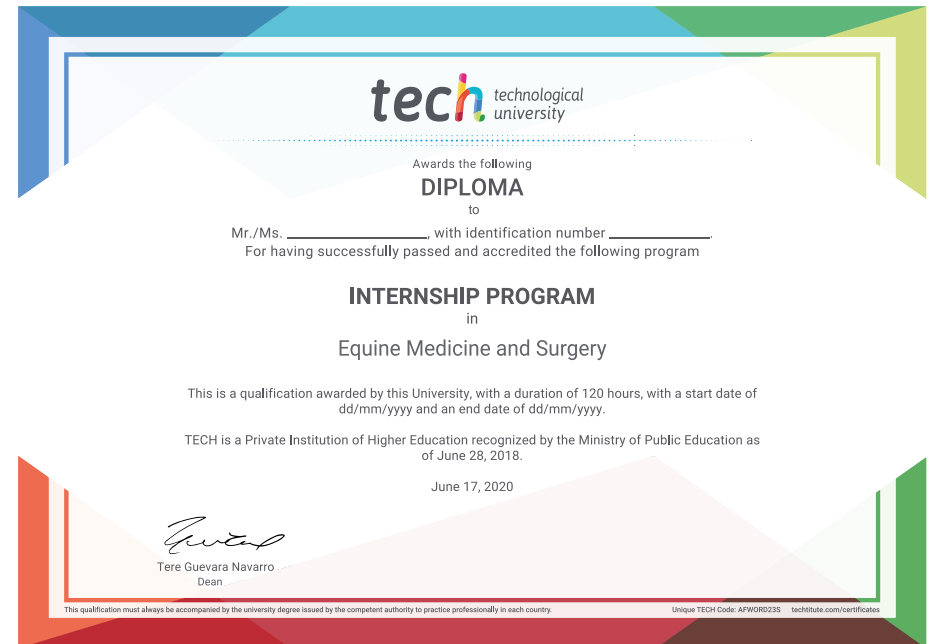 tech technological
university
Awards the following
DIPLOMA
to
Mr./Ms. ____________________, with identification number ______________.
For having successfully passed and accredited the following program
INTERNSHIP PROGRAM
in
Equine Medicine and Surgery
This is a qualification awarded by this University, with a duration of 120 hours, with a start date of
dd/mm/yyyy and an end date of dd/mm/yyyy.
TECH is a Private Institution of Higher Education recognized by the Ministry of Public Education as
of June 28, 2018.
June 17, 2020
Tere Guevara Navarro
Dean
This qualification must always be accompanied by the university degree issued by the competent authority to practice professionally in each country.
Unique TECH Code: AFWORD23S techtitute.com/certificates